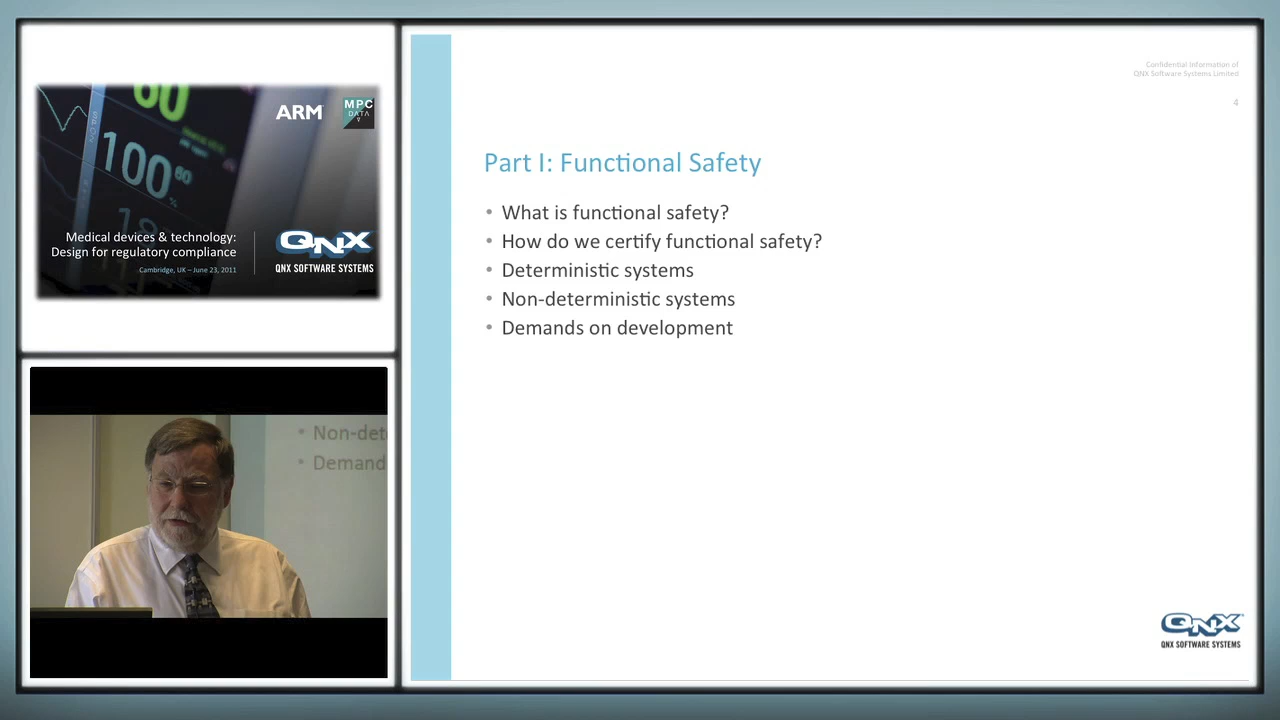 60
100 60
%
18
ARM
MPC
DATA
Medical devices & technology:
Design for regulatory compliance
Cambridge, UK – June 23, 2011
QNX
QNX SOFTWARE SYSTEMS
Non-det
Demand
Confidential Information of
QNX Software Systems Limited
4
Part I: Functional Safety
• What is functional safety?
• How do we certify functional safety?
• Deterministic systems
• Non-deterministic systems
• Demands on development
QNX
QNX SOFTWARE SYSTEMS